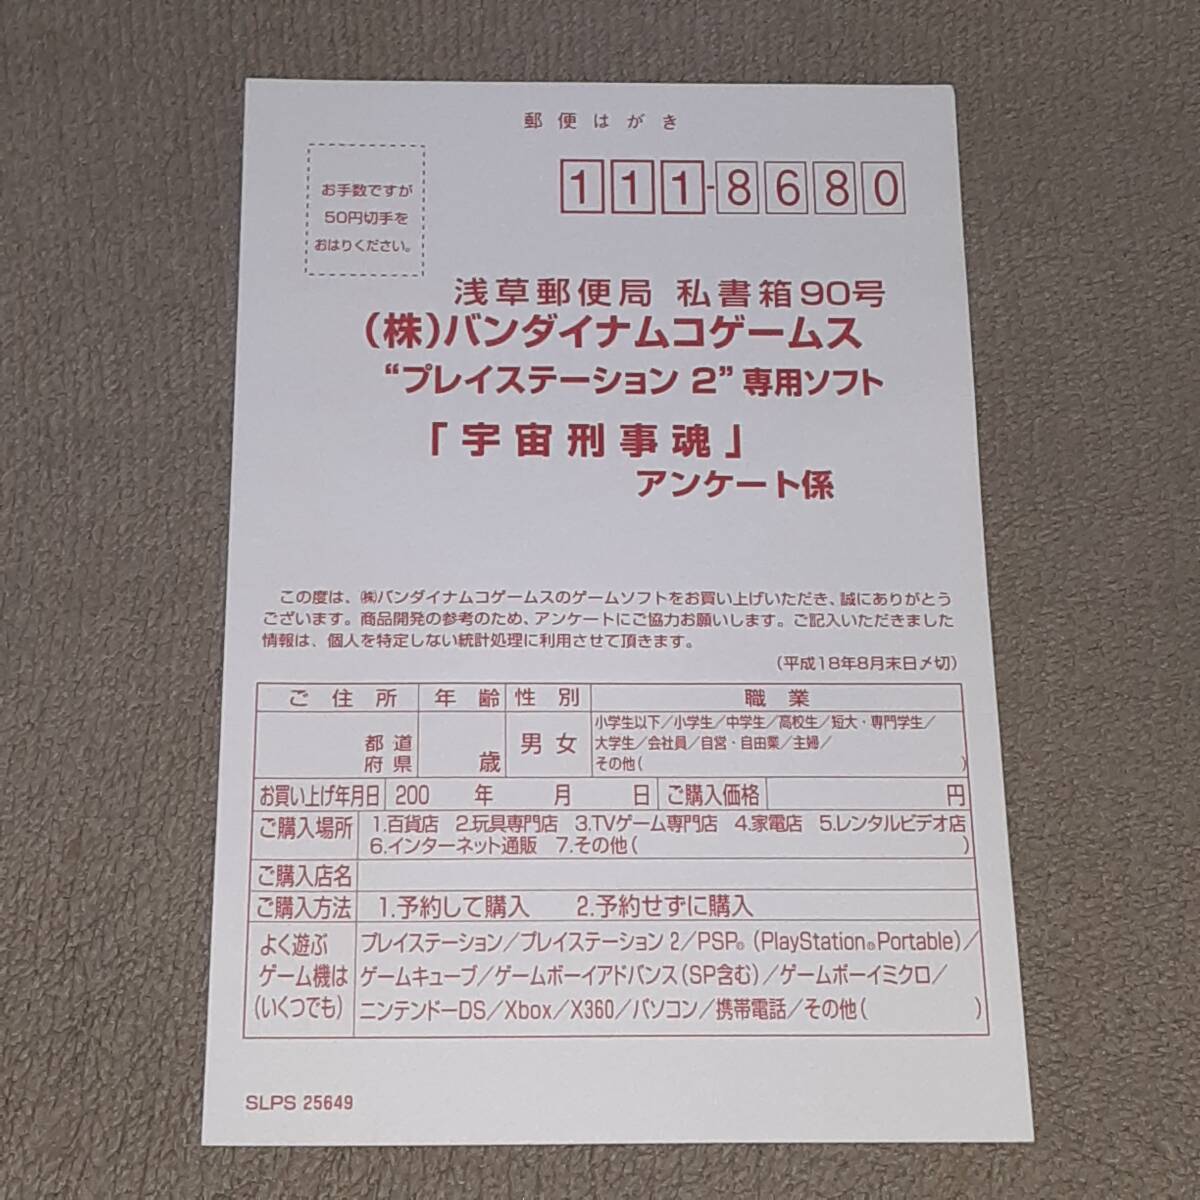 郵便はがき
お手数ですが
50円切手を
おはりください。
111-8680
浅草郵便局 私書箱90号
(株)バンダイナムコゲームス
“プレイステーション 2”専用ソフト
「宇宙刑事魂」
アンケート係
この度は、㈱バンダイナムコゲームスのゲームソフトをお買い上げいただき、誠にありがとう
ございます。商品開発の参考のため、アンケートにご協力お願いします。ご記入いただきました
情報は、個人を特定しない統計処理に利用させて頂きます。
(平成18年8月末日〆切)
ご住所 年齢 性別 職業
都道
府県
歳
男 女
小学生以下/小学生/中学生/高校生/短大・専門学生/
大学生/会社員/自営・自由業/主婦/
その他( )
お買い上げ年月日 200 年 月 日 ご購入価格 円
ご購入場所 1.百貨店 2.玩具専門店 3.TVゲーム専門店 4.家電店 5.レンタルビデオ店
6.インターネット通販 7.その他( )
ご購入店名
ご購入方法 1.予約して購入 2.予約せずに購入
よく遊ぶ
ゲーム機は
(いくつでも)
プレイステーション/プレイステーション 2/PSP®(PlayStation®Portable)/
ゲームキューブ/ゲームボーイアドバンス(SP含む)/ゲームボーイミクロ/
ニンテンドーDS/Xbox/X360/パソコン/携帯電話/その他( )
SLPS 25649